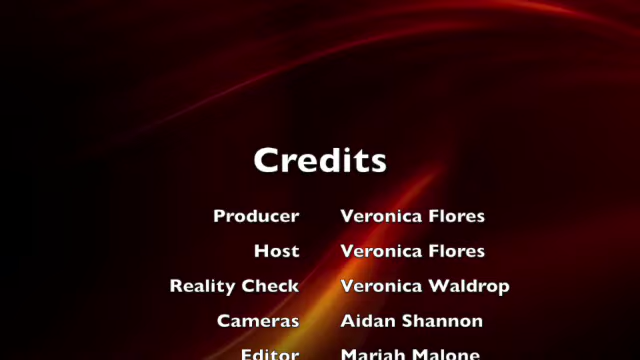 Credits
Producer Veronica Flores
Host Veronica Flores
Reality Check Veronica Waldrop
Cameras Aidan Shannon
Editor Mariah Malone